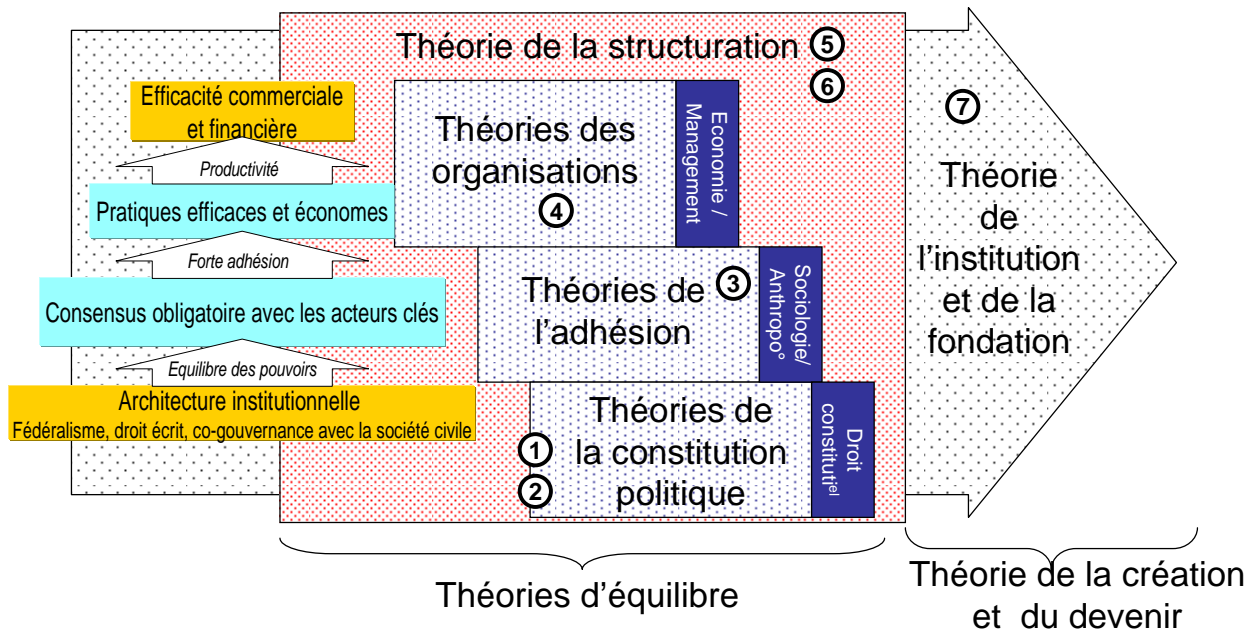 Théorie de la structuration 5
6
Efficacité commerciale
et financière
Productivité
Pratiques efficaces et économes
Forte adhésion
Consensus obligatoire avec les acteurs clés
Equilibre des pouvoirs
Architecture institutionnelle
Fédéralisme, droit écrit, co-gouvernance avec la société civile
Théories des
organisations
4
Economie /
Management
Théories de 3
l'adhésion
Sociologie/
Anthropo°
Théories de
1 la constitution
2 politique
Droit
constitutiel
7
Théorie
de
l'institution
et de la
fondation
Théories d'équilibre
Théorie de la création
et du devenir